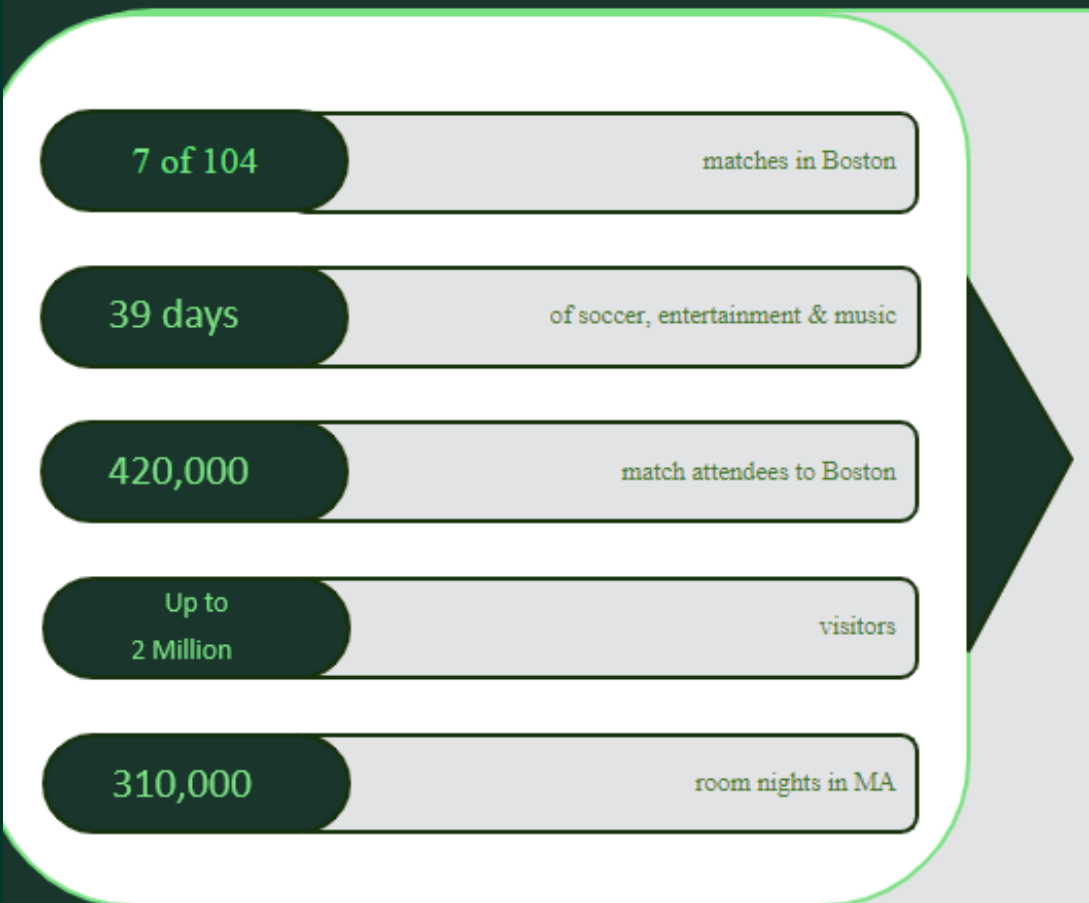 7 of 104
matches in Boston
39 days
of soccer, entertainment & music
420,000
match attendees to Boston
Up to
2 Million
visitors
310,000
room nights in MA